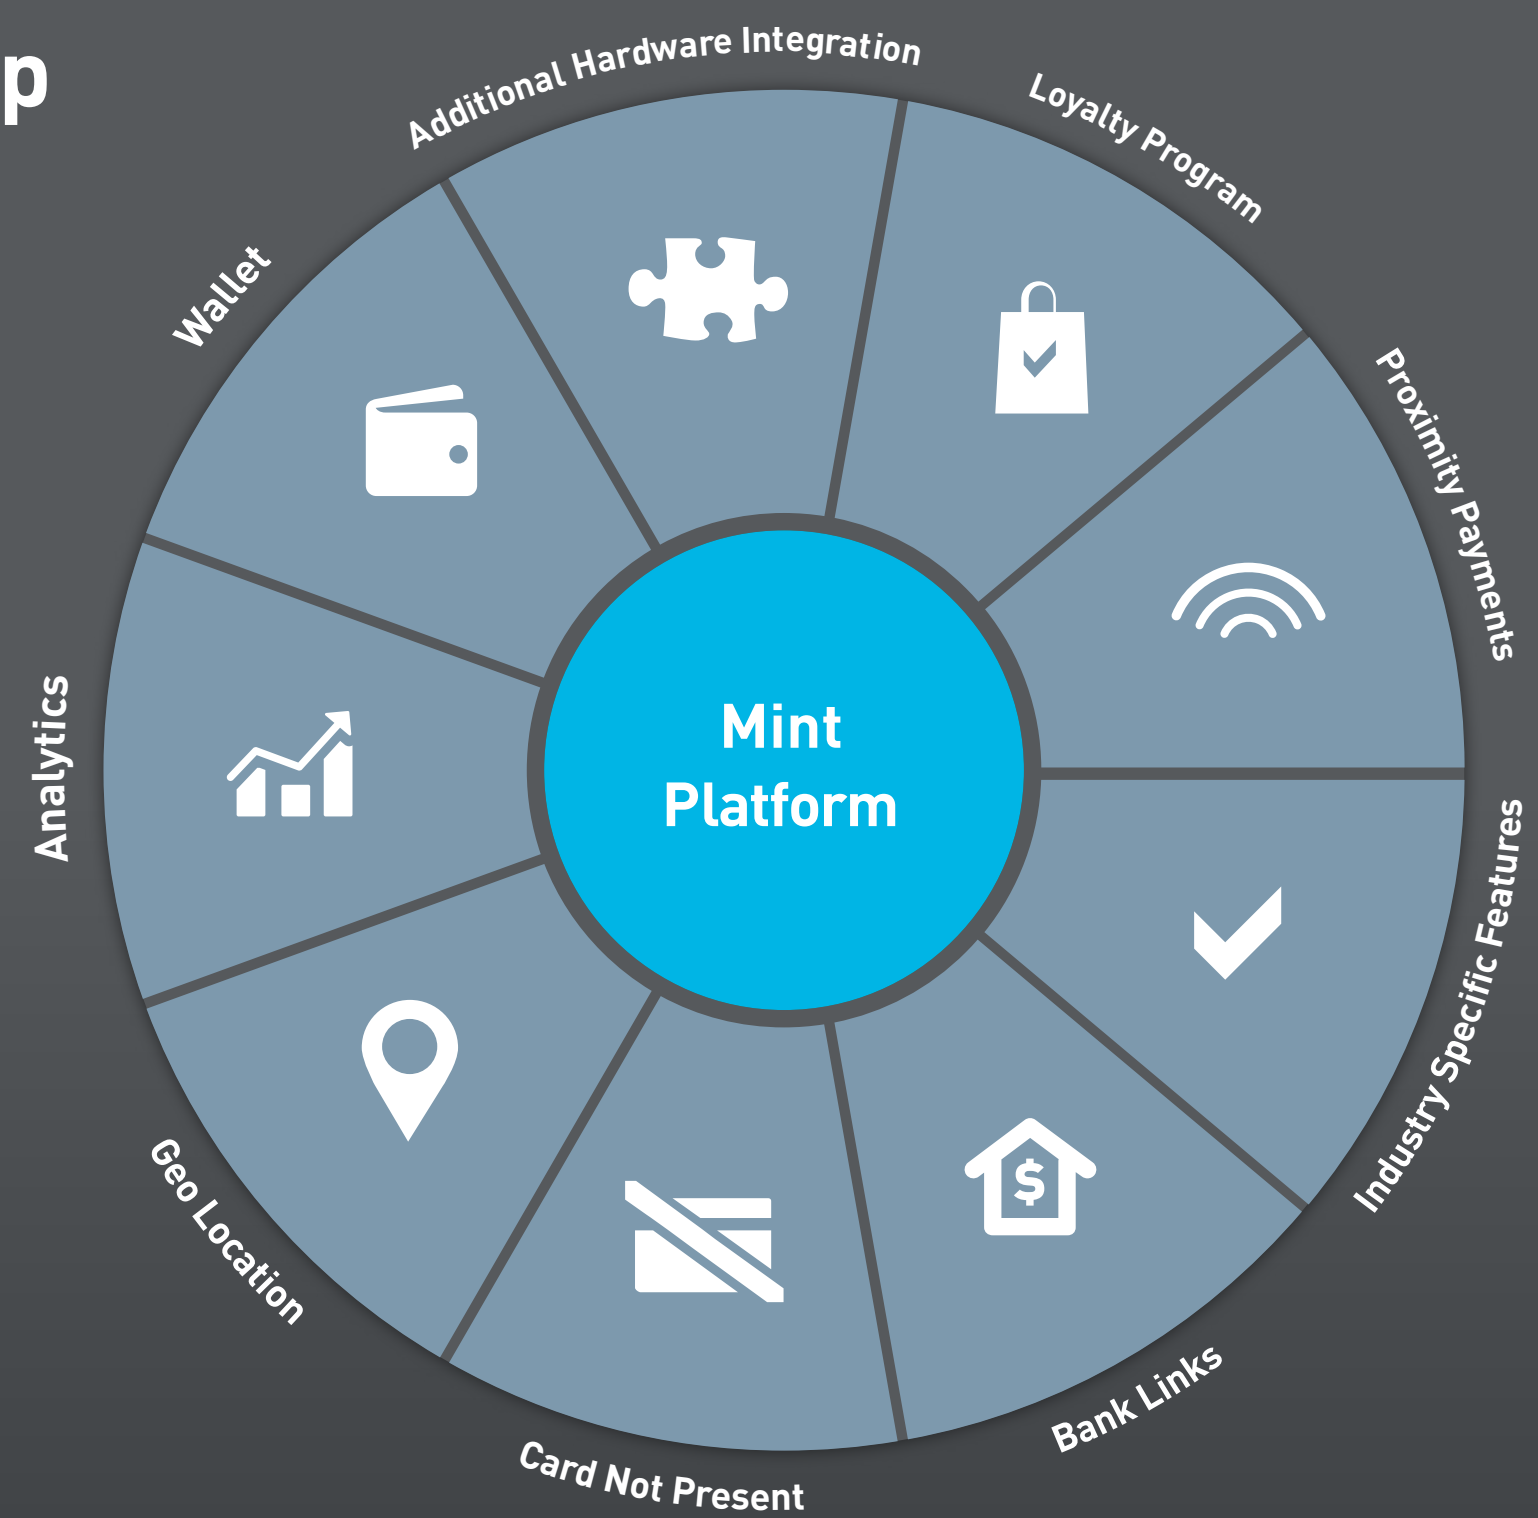 p
Additional Hardware Integration
Loyalty Program
Proximity Payments
Industry Specific Features
Bank Links
Card Not Present
Geo Location
Analytics
Wallet
Mint
Platform
$